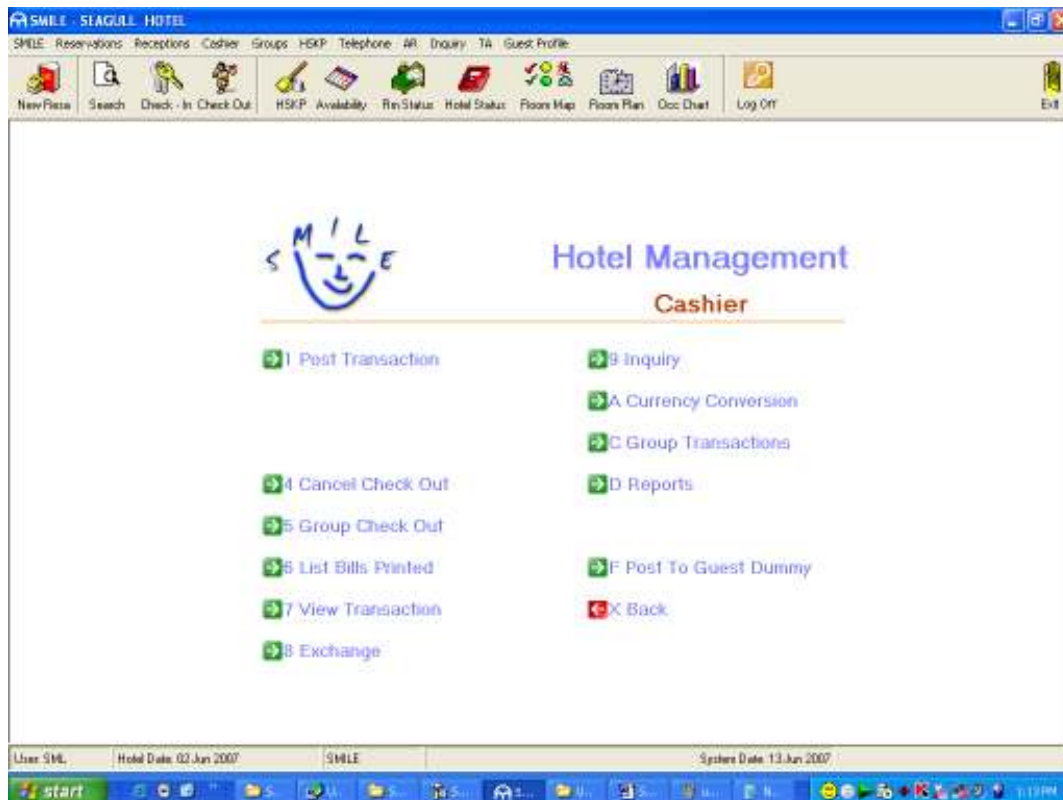 SMILE - SEAGULL HOTEL
SMILE Reservations Receptions Cashier Groups HSKP Telephone AR Inquiry TA Guest Profile
New Rese Search Check - In Check Out HSKP Availability Rm Status Hotel Status Room Map Room Plan Occ Chart Log Off Exit
S M I L E
Hotel Management
Cashier
1 Post Transaction
9 Inquiry
A Currency Conversion
C Group Transactions
4 Cancel Check Out
D Reports
5 Group Check Out
6 List Bills Printed
F Post To Guest Dummy
7 View Transaction
X Back
8 Exchange
User SML Hotel Date 02 Jun 2007 SMILE System Date 13 Jun 2007
start